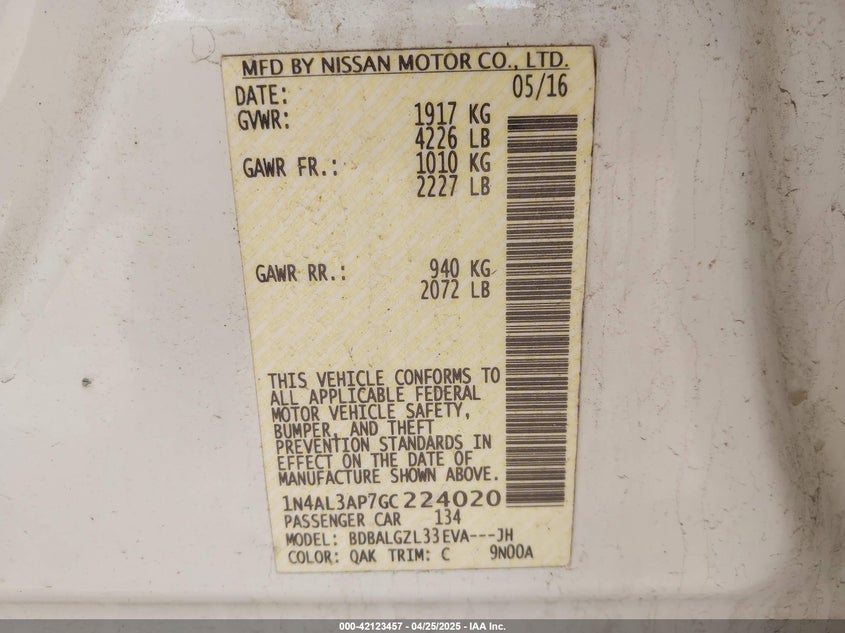 MFD BY NISSAN MOTOR CO., LTD.
DATE: 05/16
GVWR: 1917 KG
4226 LB
GAWR FR.: 1010 KG
2227 LB
GAWR RR.: 940 KG
2072 LB
THIS VEHICLE CONFORMS TO
ALL APPLICABLE FEDERAL
MOTOR VEHICLE SAFETY,
BUMPER, AND THEFT
PREVENTION STANDARDS IN
EFFECT ON THE DATE OF
MANUFACTURE SHOWN ABOVE.
1N4AL3AP7GC224020
PASSENGER CAR 134
MODEL: BDBALGZL33EVA---JH
COLOR: QAK TRIM: C 9N00A
000-42123457 - 04/25/2025 - IAA Inc.